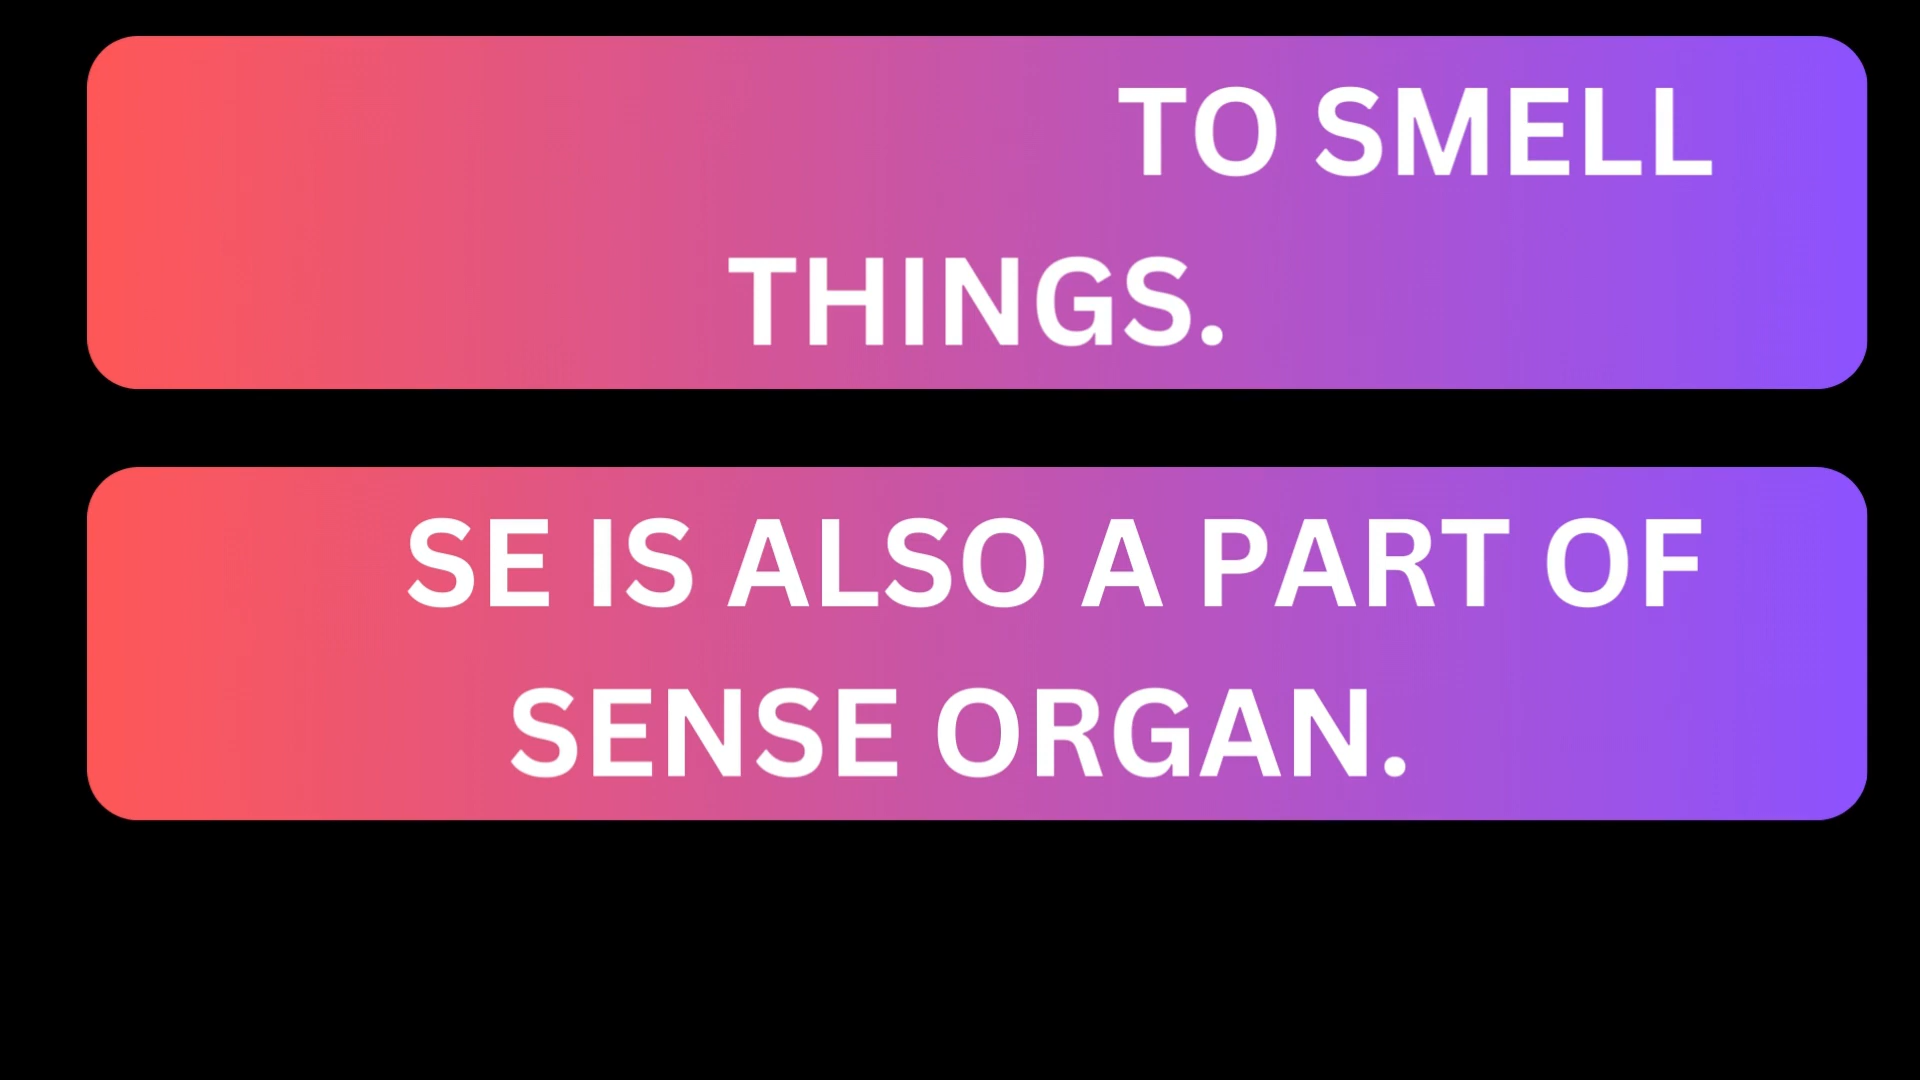 TO SMELL
THINGS.
SE IS ALSO A PART OF
SENSE ORGAN.